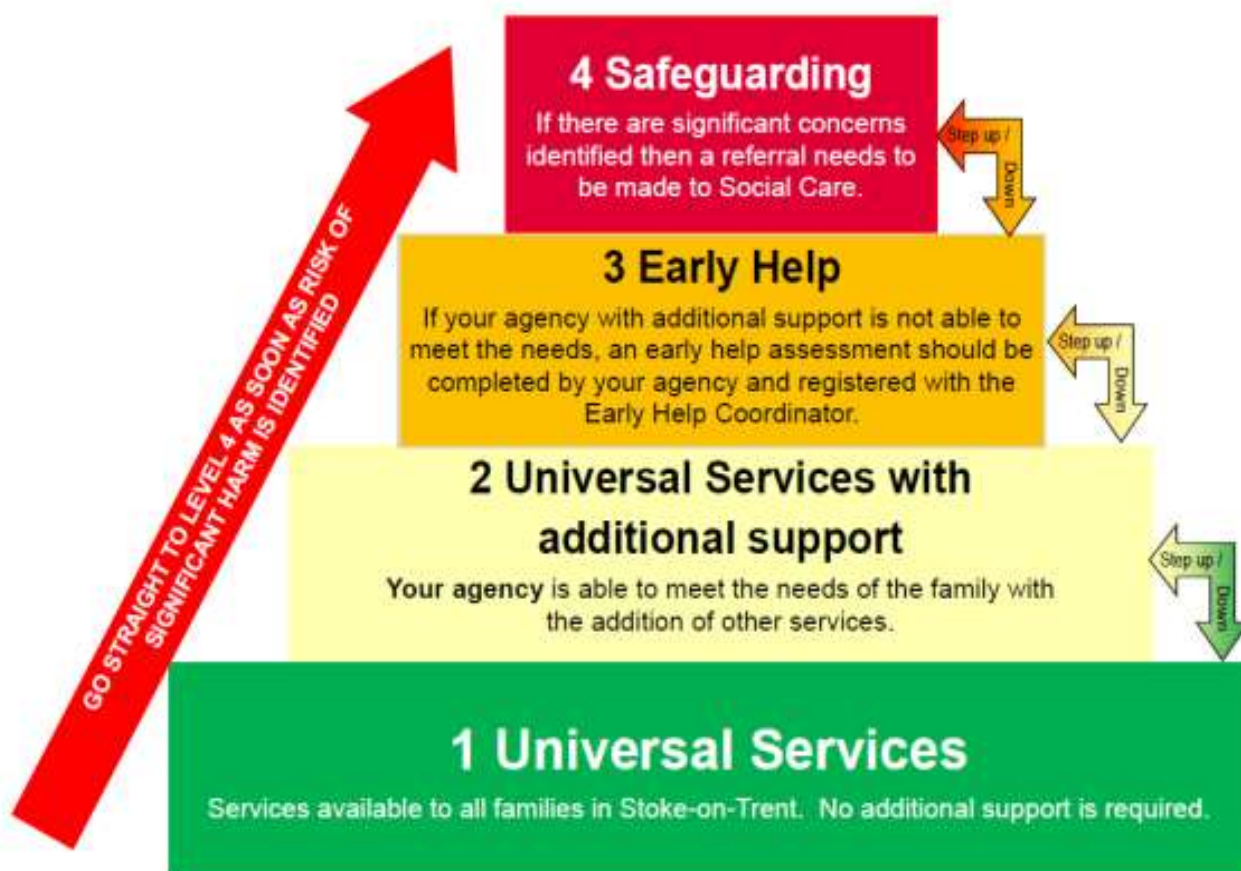 4 Safeguarding
If there are significant concerns
identified then a referral needs to
be made to Social Care.
Step up /
Down
3 Early Help
If your agency with additional support is not able to
meet the needs, an early help assessment should be
completed by your agency and registered with the
Early Help Coordinator.
Step up /
Down
2 Universal Services with
additional support
Your agency is able to meet the needs of the family with
the addition of other services.
Step up /
Down
1 Universal Services
Services available to all families in Stoke-on-Trent.  No additional support is required.
GO STRAIGHT TO LEVEL 4 AS SOON AS RISK OF
SIGNIFICANT HARM IS IDENTIFIED